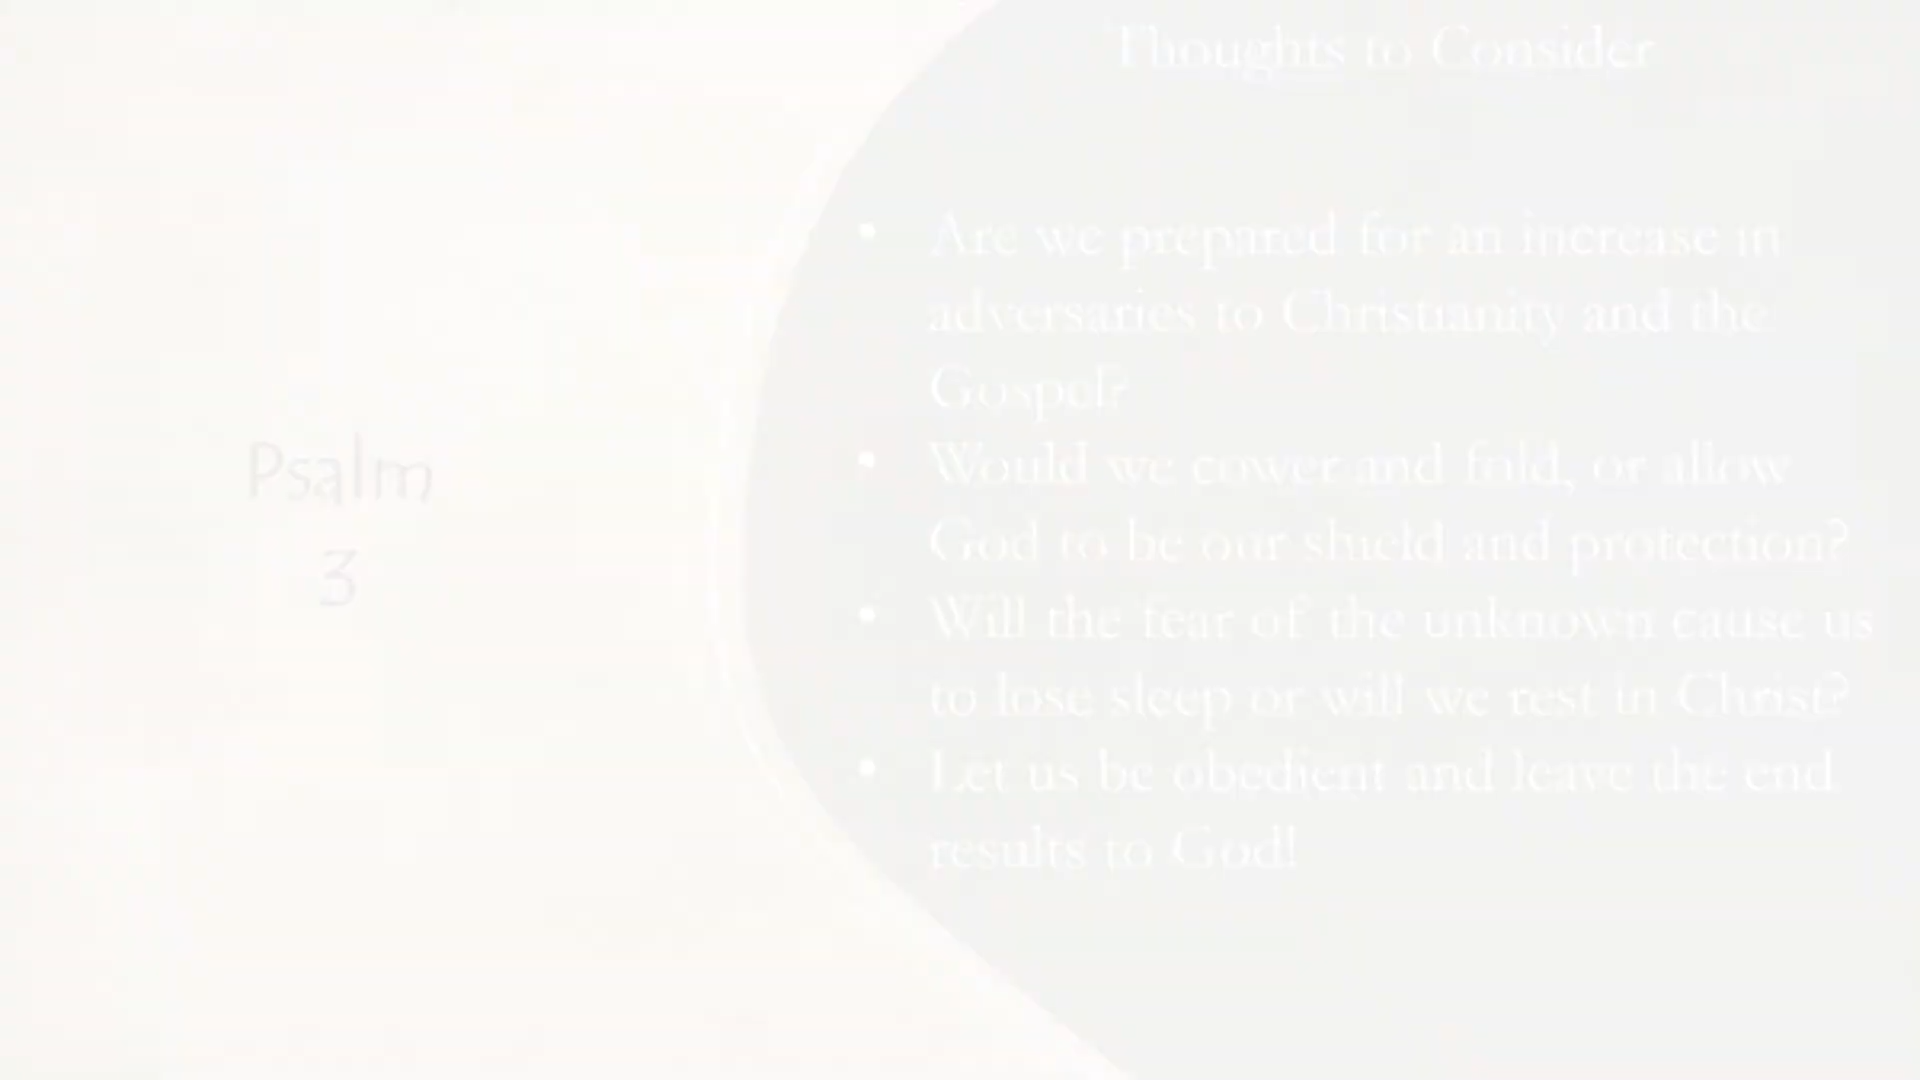 Psalm
3
Thoughts to Consider
• Are we prepared for an increase in
adversaries to Christianity and the
Gospel?
• Would we cower and fold, or allow
God to be our shield and protection?
• Will the fear of the unknown cause us
to lose sleep or will we rest in Christ?
• Let us be obedient and leave the end
results to God!